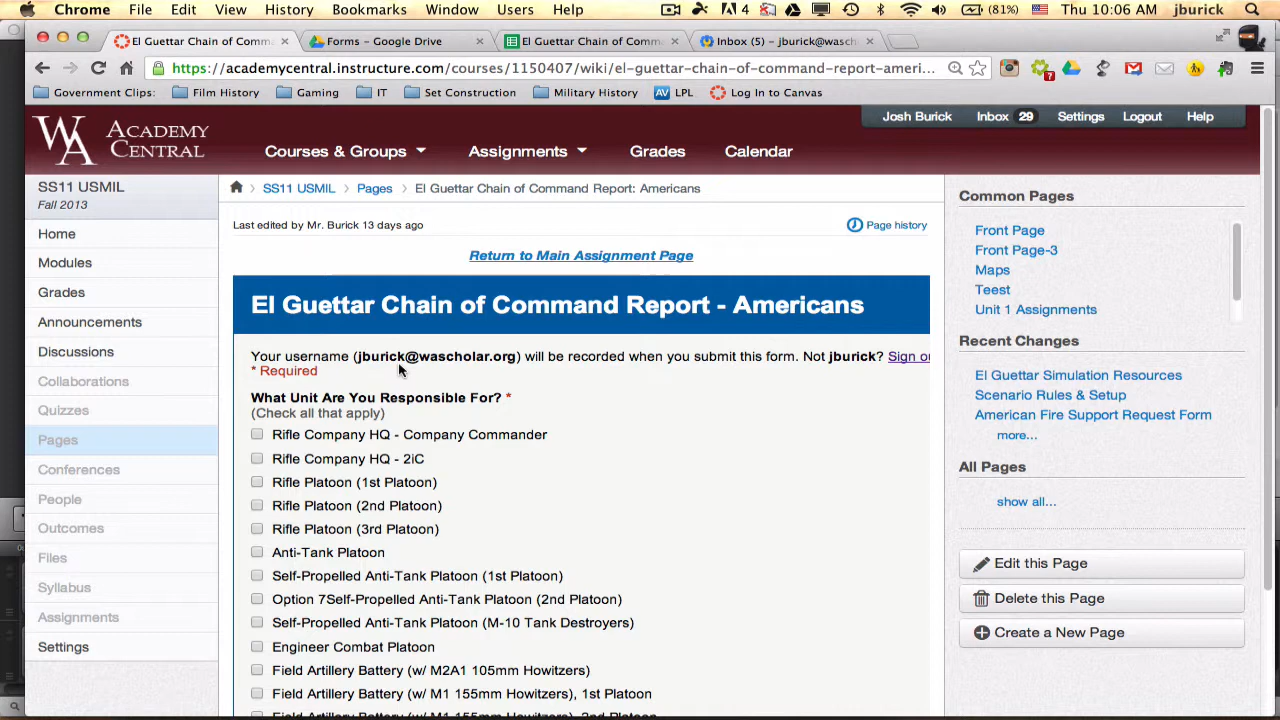 Chrome File Edit View History Bookmarks Window Users Help 4 (81%) Thu 10:06 AM jburick
El Guettar Chain of Comma Forms - Google Drive El Guettar Chain of Comm Inbox (5) - jburick@wasch
https://academycentral.instructure.com/courses/1150407/wiki/el-guettar-chain-of-command-report-ameri... 7
Government Clips: Film History Gaming IT Set Construction Military History AV LPL Log In to Canvas
Josh Burick Inbox 29 Settings Logout Help
WA ACADEMY CENTRAL
Courses & Groups Assignments Grades Calendar
SS11 USMIL
Fall 2013
Home
Modules
Grades
Announcements
Discussions
Collaborations
Quizzes
Pages
Conferences
People
Outcomes
Files
Syllabus
Assignments
Settings
SS11 USMIL Pages El Guettar Chain of Command Report: Americans
Last edited by Mr. Burick 13 days ago Page history
Return to Main Assignment Page
El Guettar Chain of Command Report - Americans
Your username (jburick@wascholar.org) will be recorded when you submit this form. Not jburick? Sign ou
* Required
What Unit Are You Responsible For? *
(Check all that apply)
Rifle Company HQ - Company Commander
Rifle Company HQ - 2iC
Rifle Platoon (1st Platoon)
Rifle Platoon (2nd Platoon)
Rifle Platoon (3rd Platoon)
Anti-Tank Platoon
Self-Propelled Anti-Tank Platoon (1st Platoon)
Option 7Self-Propelled Anti-Tank Platoon (2nd Platoon)
Self-Propelled Anti-Tank Platoon (M-10 Tank Destroyers)
Engineer Combat Platoon
Field Artillery Battery (w/ M2A1 105mm Howitzers)
Field Artillery Battery (w/ M1 155mm Howitzers), 1st Platoon
Field Artillery Battery (w/ M1 155mm Howitzers), 2nd Platoon
Common Pages
Front Page
Front Page-3
Maps
Teest
Unit 1 Assignments
Recent Changes
El Guettar Simulation Resources
Scenario Rules & Setup
American Fire Support Request Form
more...
All Pages
show all...
Edit this Page
Delete this Page
Create a New Page